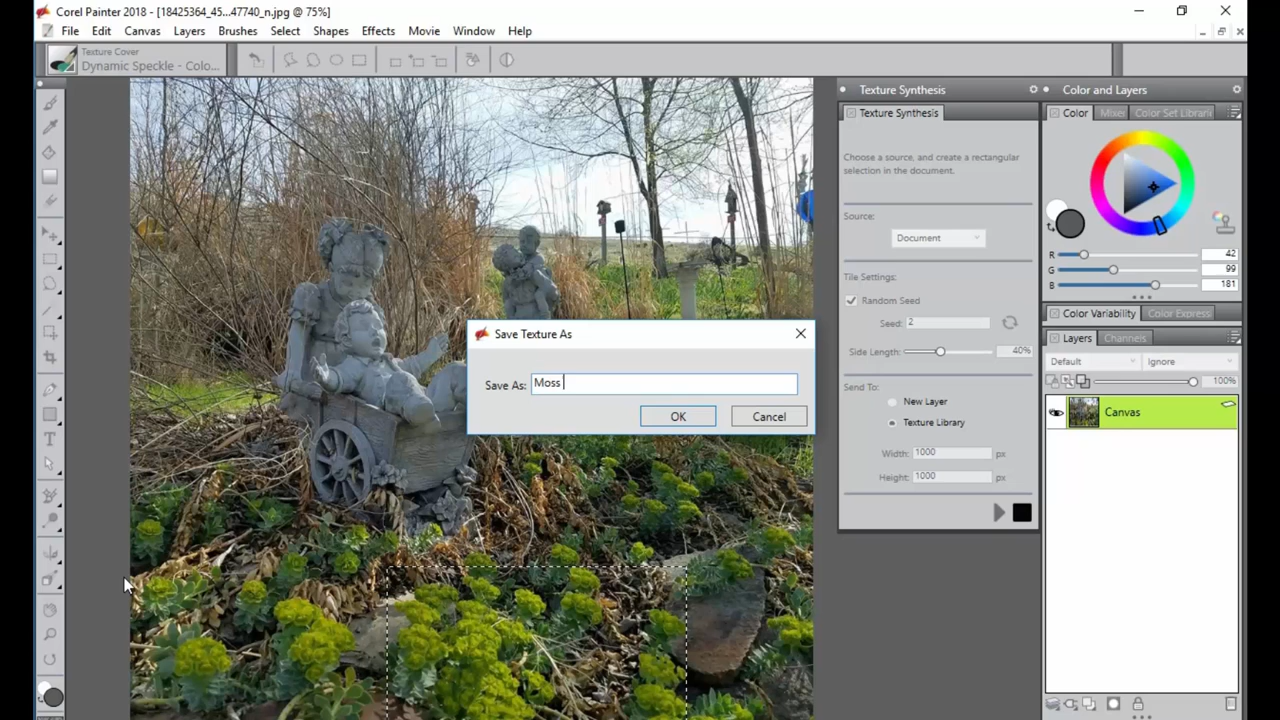 Corel Painter 2018 - [18425364_45...47740_n.jpg @ 75%]
File Edit Canvas Layers Brushes Select Shapes Effects Movie Window Help
Texture Cover
Dynamic Speckle - Colo...
Texture Synthesis
Texture Synthesis
Choose a source, and create a rectangular
selection in the document.
Source:
Document
Tile Settings:
Random Seed
Seed: 2
Side Length: 40%
Send To:
New Layer
Texture Library
Width: 1000 px
Height: 1000 px
Save Texture As
Save As: Moss
OK Cancel
Color and Layers
Color Mixer Color Set Librari
R 42
G 99
B 181
Color Variability Color Express
Layers Channels
Default Ignore
100%
Canvas
T